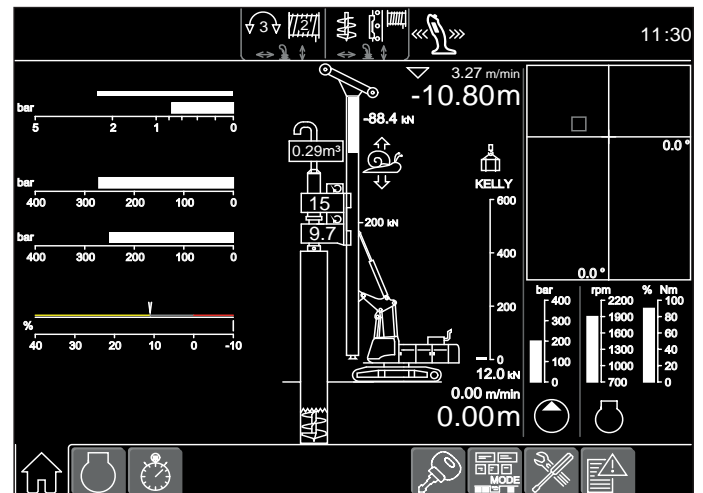 3 2 11:30
3.27 m/min
-10.80m
bar
5 2 1 0
-88.4 kN
0.29m³
0.0 °
KELLY
bar
400 300 200 100 0
15
600
-200 kN
bar
400 300 200 100 0
9.7
400
0.0 °
bar rpm % Nm
400 2200 100
300 1900 80
200 1600 60
1300 40
100 1000 20
0 700 0
200
%
40 30 20 10 0 -10
0
12.0 kN
0.00 m/min
0.00m
MODE